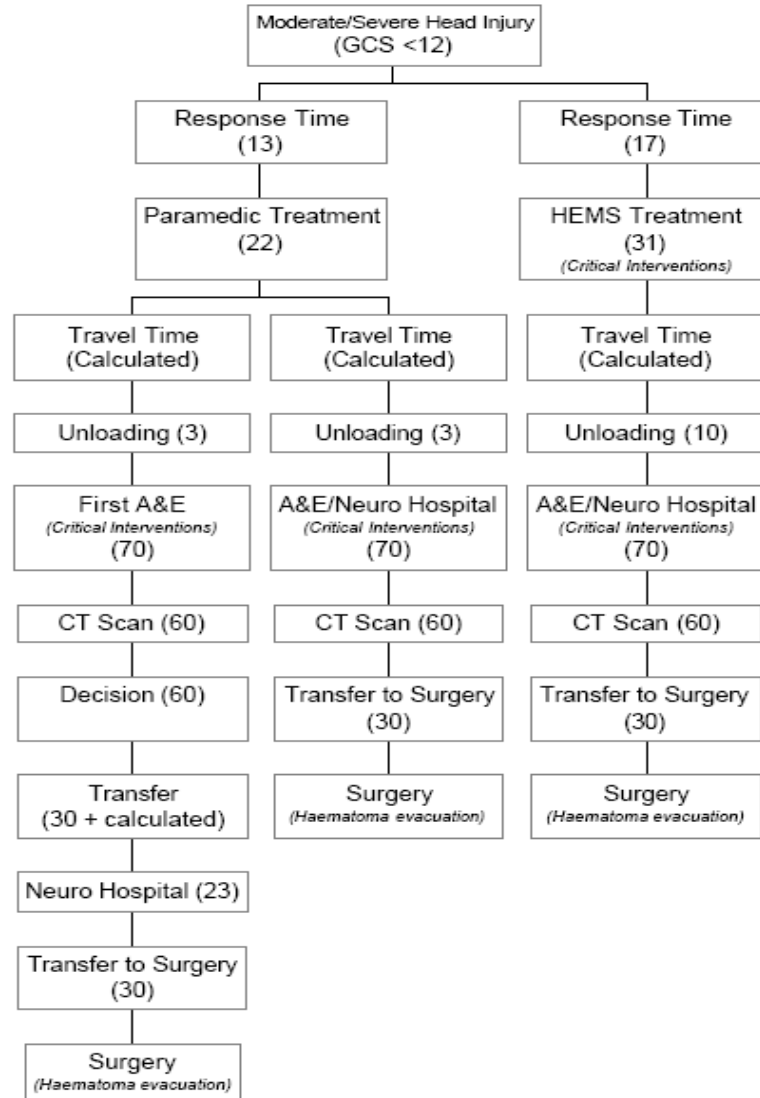 Moderate/Severe Head Injury
(GCS <12)
Response Time
(13)
Response Time
(17)
Paramedic Treatment
(22)
HEMS Treatment
(31)
(Critical Interventions)
Travel Time
(Calculated)
Travel Time
(Calculated)
Travel Time
(Calculated)
Unloading (3)
Unloading (3)
Unloading (10)
First A&E
(Critical Interventions)
(70)
A&E/Neuro Hospital
(Critical Interventions)
(70)
A&E/Neuro Hospital
(Critical Interventions)
(70)
CT Scan (60)
CT Scan (60)
CT Scan (60)
Decision (60)
Transfer to Surgery
(30)
Transfer to Surgery
(30)
Transfer
(30 + calculated)
Surgery
(Haematoma evacuation)
Surgery
(Haematoma evacuation)
Neuro Hospital (23)
Transfer to Surgery
(30)
Surgery
(Haematoma evacuation)